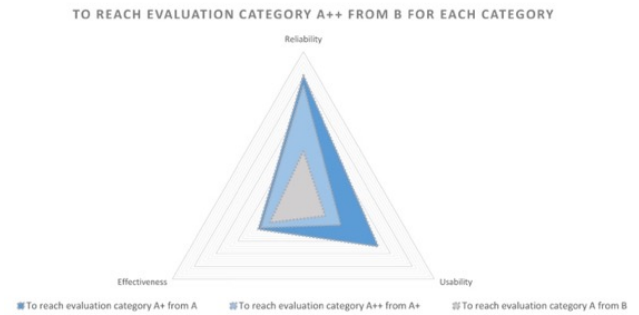 TO REACH EVALUATION CATEGORY A++ FROM B FOR EACH CATEGORY
Reliability
Effectiveness
Usability
To reach evaluation category A+ from A
To reach evaluation category A++ from A+
To reach evaluation category A from B